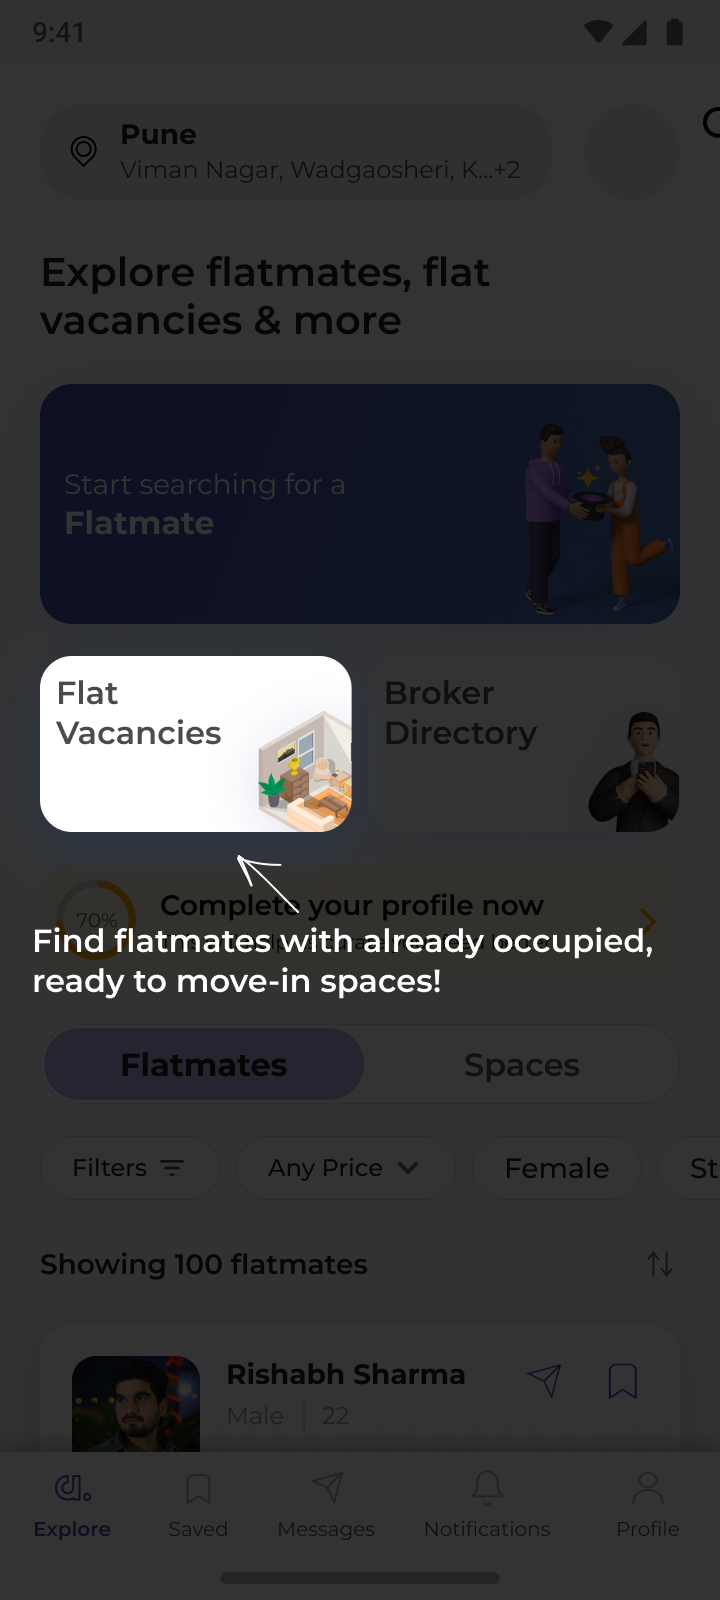 9:41
Pune
Viman Nagar, Wadgaosheri, K...+2
Explore flatmates, flat
vacancies & more
Start searching for a
Flatmate
Flat
Vacancies
Broker
Directory
70%
Complete your profile now
Find flatmates with already occupied,
ready to move-in spaces!
Flatmates
Spaces
Filters
Any Price
Female
St
Showing 100 flatmates
Rishabh Sharma
Male
22
Explore
Saved
Messages
Notifications
Profile